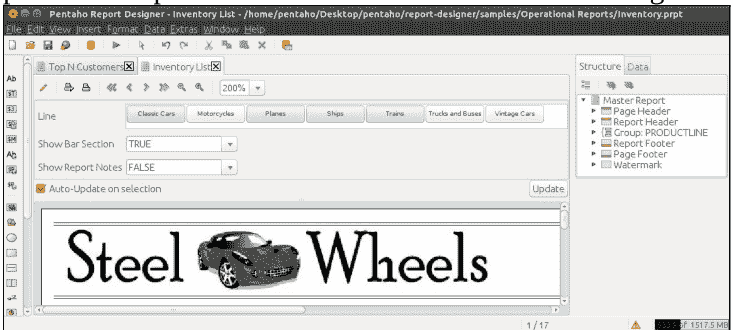 Pentaho Report Designer - Inventory List - /home/pentaho/Desktop/pentaho/report-designer/samples/Operational Reports/Inventory.prpt
File Edit View Insert Format Data Extras Window Help
Top N Customers Inventory List
200%
Line Classic Cars Motorcycles Planes Ships Trains Trucks and Buses Vintage Cars
Show Bar Section TRUE
Show Report Notes FALSE
Auto-Update on selection Update
Steel Wheels
1 / 17
Structure Data
Master Report
Page Header
Report Header
Group: PRODUCTLINE
Report Footer
Page Footer
Watermark
of 1517.5 MB